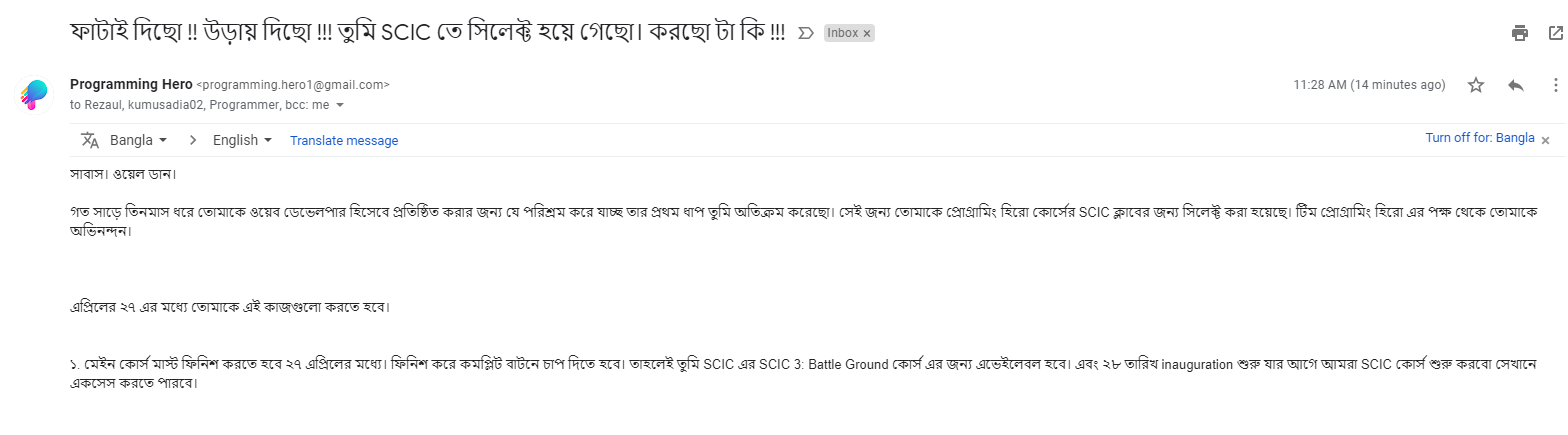 ফাটাই দিছো !! উড়ায় দিছো !!! তুমি SCIC তে সিলেক্ট হয়ে গেছো। করছো টা কি !!! Inbox ×
Programming Hero <programming.hero1@gmail.com> 11:28 AM (14 minutes ago)
to Rezaul, kumusadia02, Programmer, bcc: me
Bangla > English Translate message Turn off for: Bangla ×
সাবাস। ওয়েল ডান।
গত সাড়ে তিনমাস ধরে তোমাকে ওয়েব ডেভেলপার হিসেবে প্রতিষ্ঠিত করার জন্য যে পরিশ্রম করে যাচ্ছ তার প্রথম ধাপ তুমি অতিক্রম করেছো। সেই জন্য তোমাকে প্রোগ্রামিং হিরো কোর্সের SCIC ক্লাবের জন্য সিলেক্ট করা হয়েছে। টিম প্রোগ্রামিং হিরো এর পক্ষ থেকে তোমাকে
অভিনন্দন।
এপ্রিলের ২৭ এর মধ্যে তোমাকে এই কাজগুলো করতে হবে।
১. মেইন কোর্স মাস্ট ফিনিশ করতে হবে ২৭ এপ্রিলের মধ্যে। ফিনিশ করে কমপ্লিট বাটনে চাপ দিতে হবে। তাহলেই তুমি SCIC এর SCIC 3: Battle Ground কোর্স এর জন্য এভেইলেবল হবে। এবং ২৮ তারিখ inauguration শুরু যার আগে আমরা SCIC কোর্স শুরু করবো সেখানে
একসেস করতে পারবে।